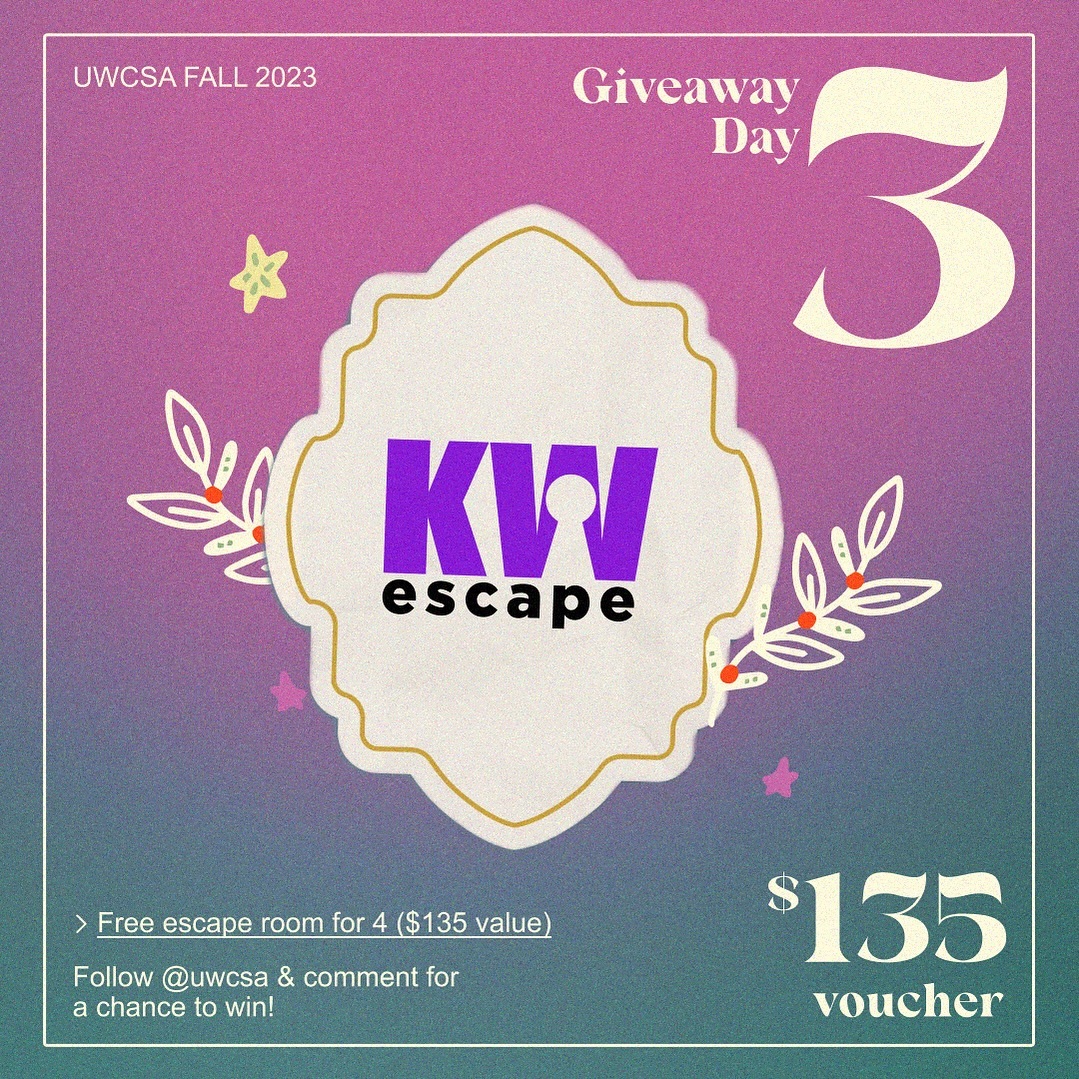 UWCSA FALL 2023
Giveaway
Day
3
KW
escape
> Free escape room for 4 ($135 value)
Follow @uwcsa & comment for
a chance to win!
$135
voucher